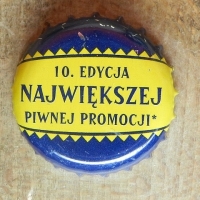 10. EDYCJA
NAJWIĘKSZEJ
PIWNEJ PROMOCJI*